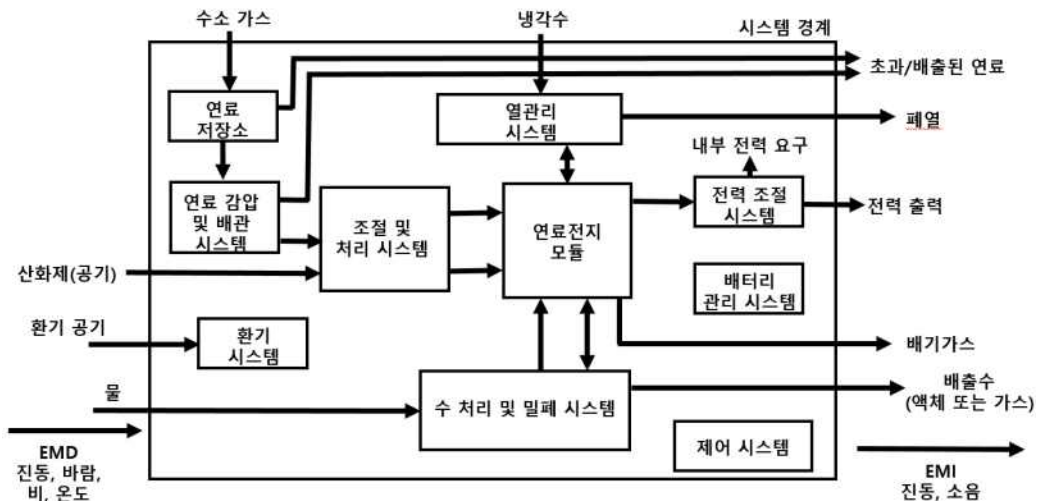 수소 가스
냉각수
시스템 경계
초과/배출된 연료
연료
저장소
열관리
시스템
폐열
내부 전력 요구
연료 감압
및 배관
시스템
조절 및
처리 시스템
연료전지
모듈
전력 조절
시스템
전력 출력
산화제(공기)
배터리
관리 시스템
환기 공기
환기
시스템
배기가스
물
수 처리 및 밀폐 시스템
배출수
(액체 또는 가스)
제어 시스템
EMD
진동, 바람,
비, 온도
EMI
진동, 소음